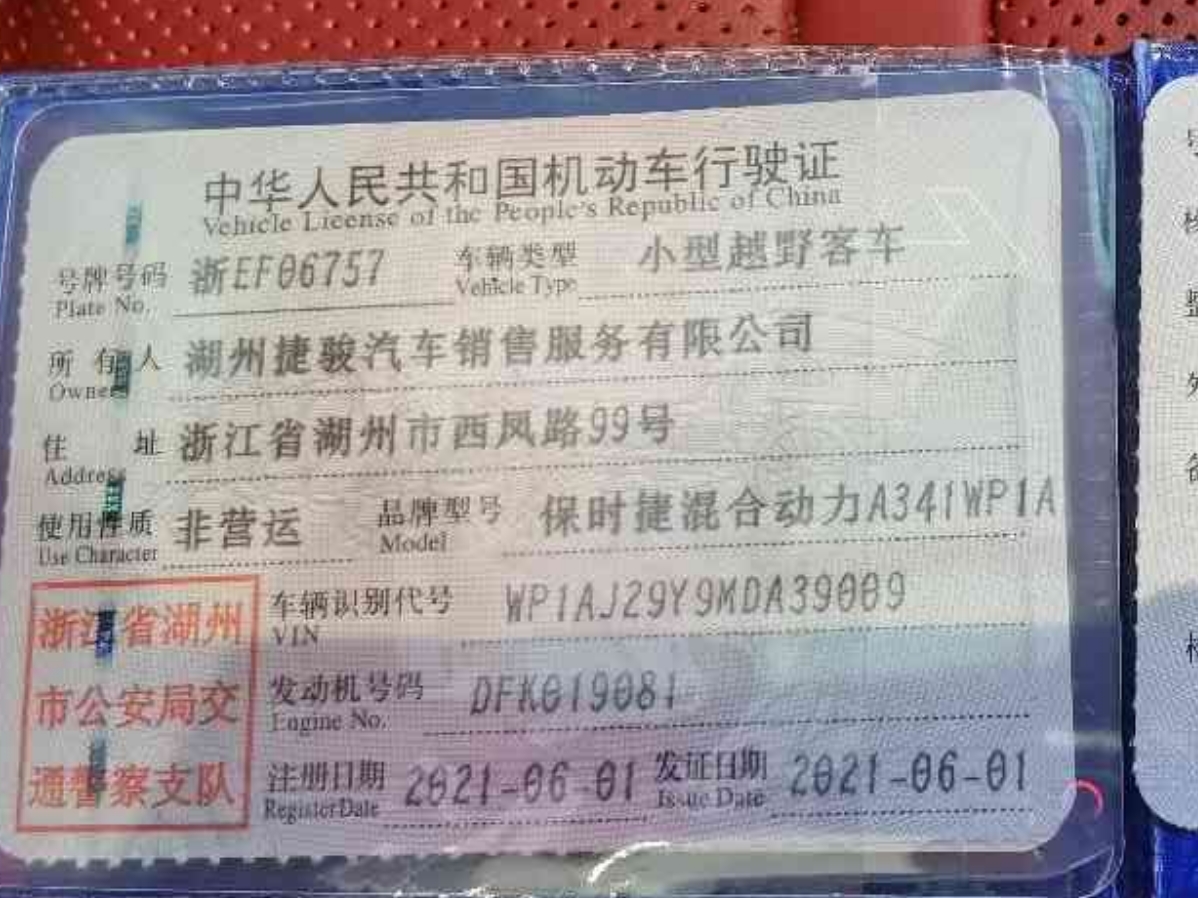 中华人民共和国机动车行驶证
Vehicle License of the People's Republic of China
号牌号码 浙EF06757 车辆类型 小型越野客车
Plate No. Vehicle Type
所有人 湖州捷骏汽车销售服务有限公司
Owner
住址 浙江省湖州市西凤路99号
Address
使用性质 非营运 品牌型号 保时捷混合动力A341WP1A
Use Character Model
浙江省湖州
市公安局交
通警察支队
车辆识别代号 WP1AJ29Y9MDA39009
VIN
发动机号码 DFK019081
Engine No.
注册日期 2021-06-01 发证日期 2021-06-01
Register Date Issue Date